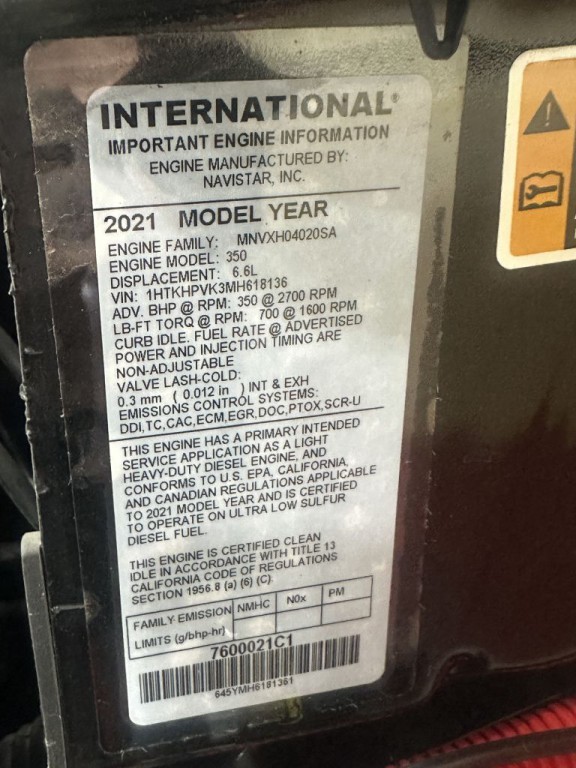 INTERNATIONAL®
IMPORTANT ENGINE INFORMATION
ENGINE MANUFACTURED BY:
NAVISTAR, INC.
2021 MODEL YEAR
ENGINE FAMILY: MNVXH04020SA
ENGINE MODEL: 350
DISPLACEMENT: 6.6L
VIN: 1HTKHPVK3MH618136
ADV. BHP @ RPM: 350 @ 2700 RPM
LB-FT TORQ @ RPM: 700 @ 1600 RPM
CURB IDLE. FUEL RATE @ ADVERTISED
POWER AND INJECTION TIMING ARE
NON-ADJUSTABLE
VALVE LASH-COLD:
0.3 mm ( 0.012 in ) INT & EXH
EMISSIONS CONTROL SYSTEMS:
DDI,TC,CAC,ECM,EGR,DOC,PTOX,SCR-U
THIS ENGINE HAS A PRIMARY INTENDED
SERVICE APPLICATION AS A LIGHT
HEAVY-DUTY DIESEL ENGINE, AND
CONFORMS TO U.S. EPA, CALIFORNIA,
AND CANADIAN REGULATIONS APPLICABLE
TO 2021 MODEL YEAR AND IS CERTIFIED
TO OPERATE ON ULTRA LOW SULFUR
DIESEL FUEL.
THIS ENGINE IS CERTIFIED CLEAN
IDLE IN ACCORDANCE WITH TITLE 13
CALIFORNIA CODE OF REGULATIONS
SECTION 1956.8 (a) (6) (C).
FAMILY EMISSION LIMITS (g/bhp-hr) NMHC N0x PM
7600021C1
645YMH6181361